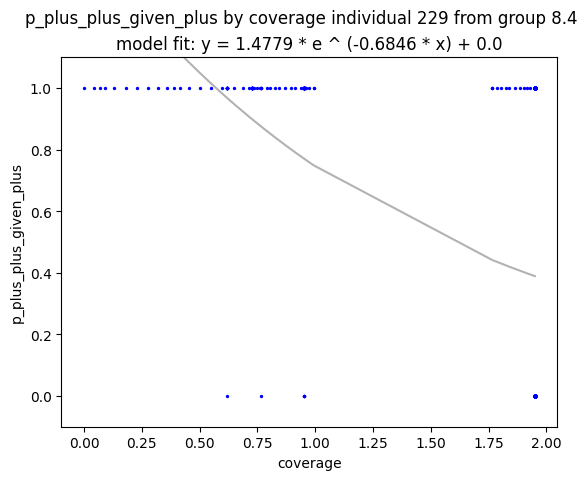 p_plus_plus_given_plus by coverage individual 229 from group 8.4
model fit: y = 1.4779 * e ^ (-0.6846 * x) + 0.0
p_plus_plus_given_plus
1.0
0.8
0.6
0.4
0.2
0.0
0.00 0.25 0.50 0.75 1.00 1.25 1.50 1.75 2.00
coverage